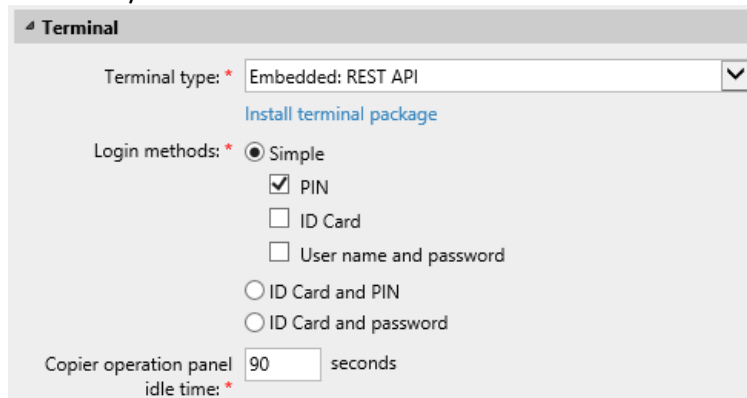 Terminal
Terminal type: * Embedded: REST API
Install terminal package
Login methods: * Simple
PIN
ID Card
User name and password
ID Card and PIN
ID Card and password
Copier operation panel 90 seconds
idle time: *